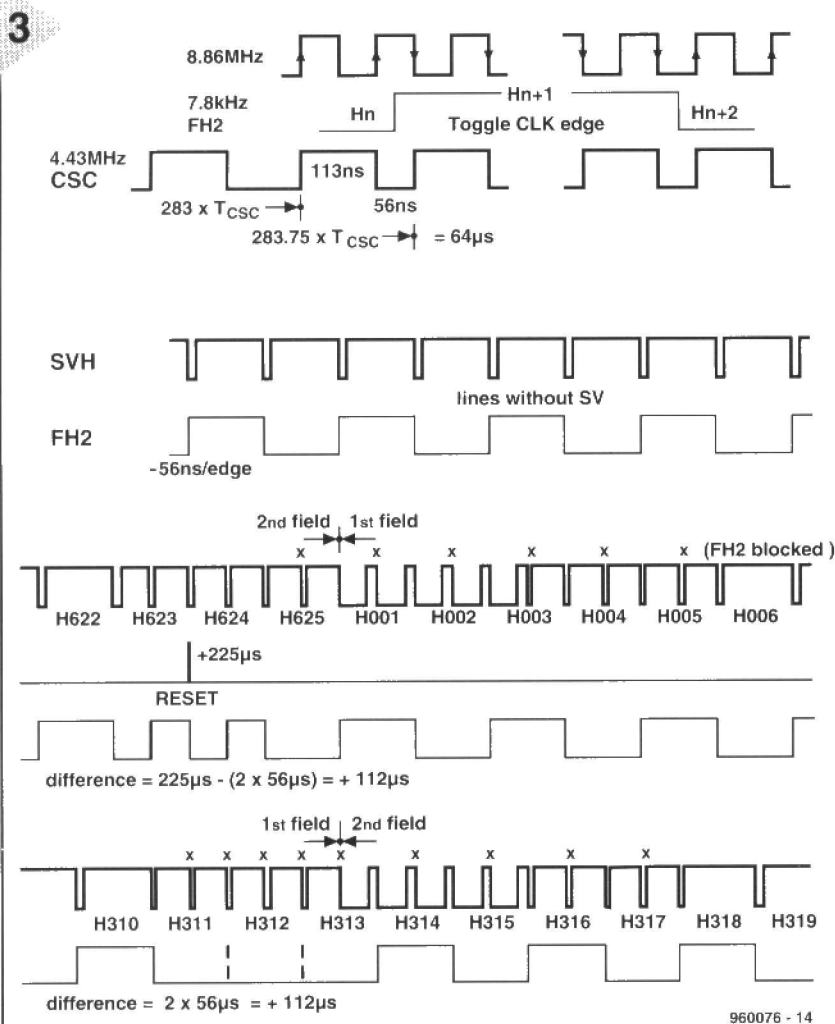 3
8.86MHz
7.8kHz
FH2
Hn
Hn+1
Hn+2
Toggle CLK edge
4.43MHz
CSC
113ns
56ns
283 x TCSC
283.75 x TCSC = 64µs
SVH
lines without SV
FH2
-56ns/edge
2nd field 1st field
x x x x x x (FH2 blocked )
H622 H623 H624 H625 H001 H002 H003 H004 H005 H006
+225µs
RESET
difference = 225µs - (2 x 56µs) = + 112µs
1st field 2nd field
x x x x x x x x x
H310 H311 H312 H313 H314 H315 H316 H317 H318 H319
difference = 2 x 56µs = + 112µs
960076 - 14